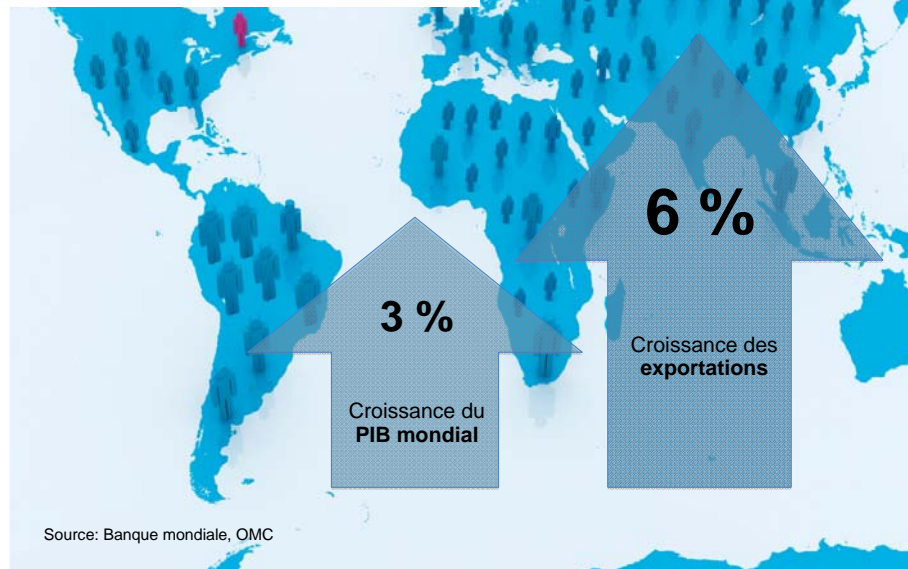 6 %
3 %
Croissance des
exportations
Croissance du
PIB mondial
Source: Banque mondiale, OMC